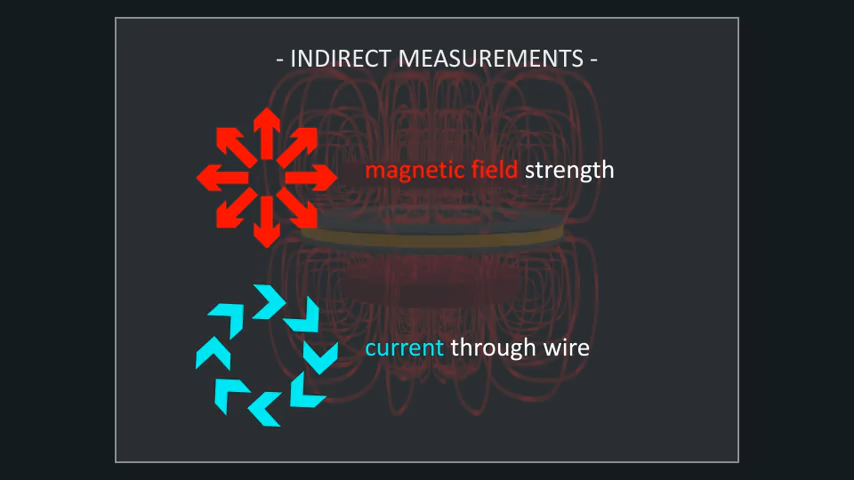 - INDIRECT MEASUREMENTS -
magnetic field strength
current through wire